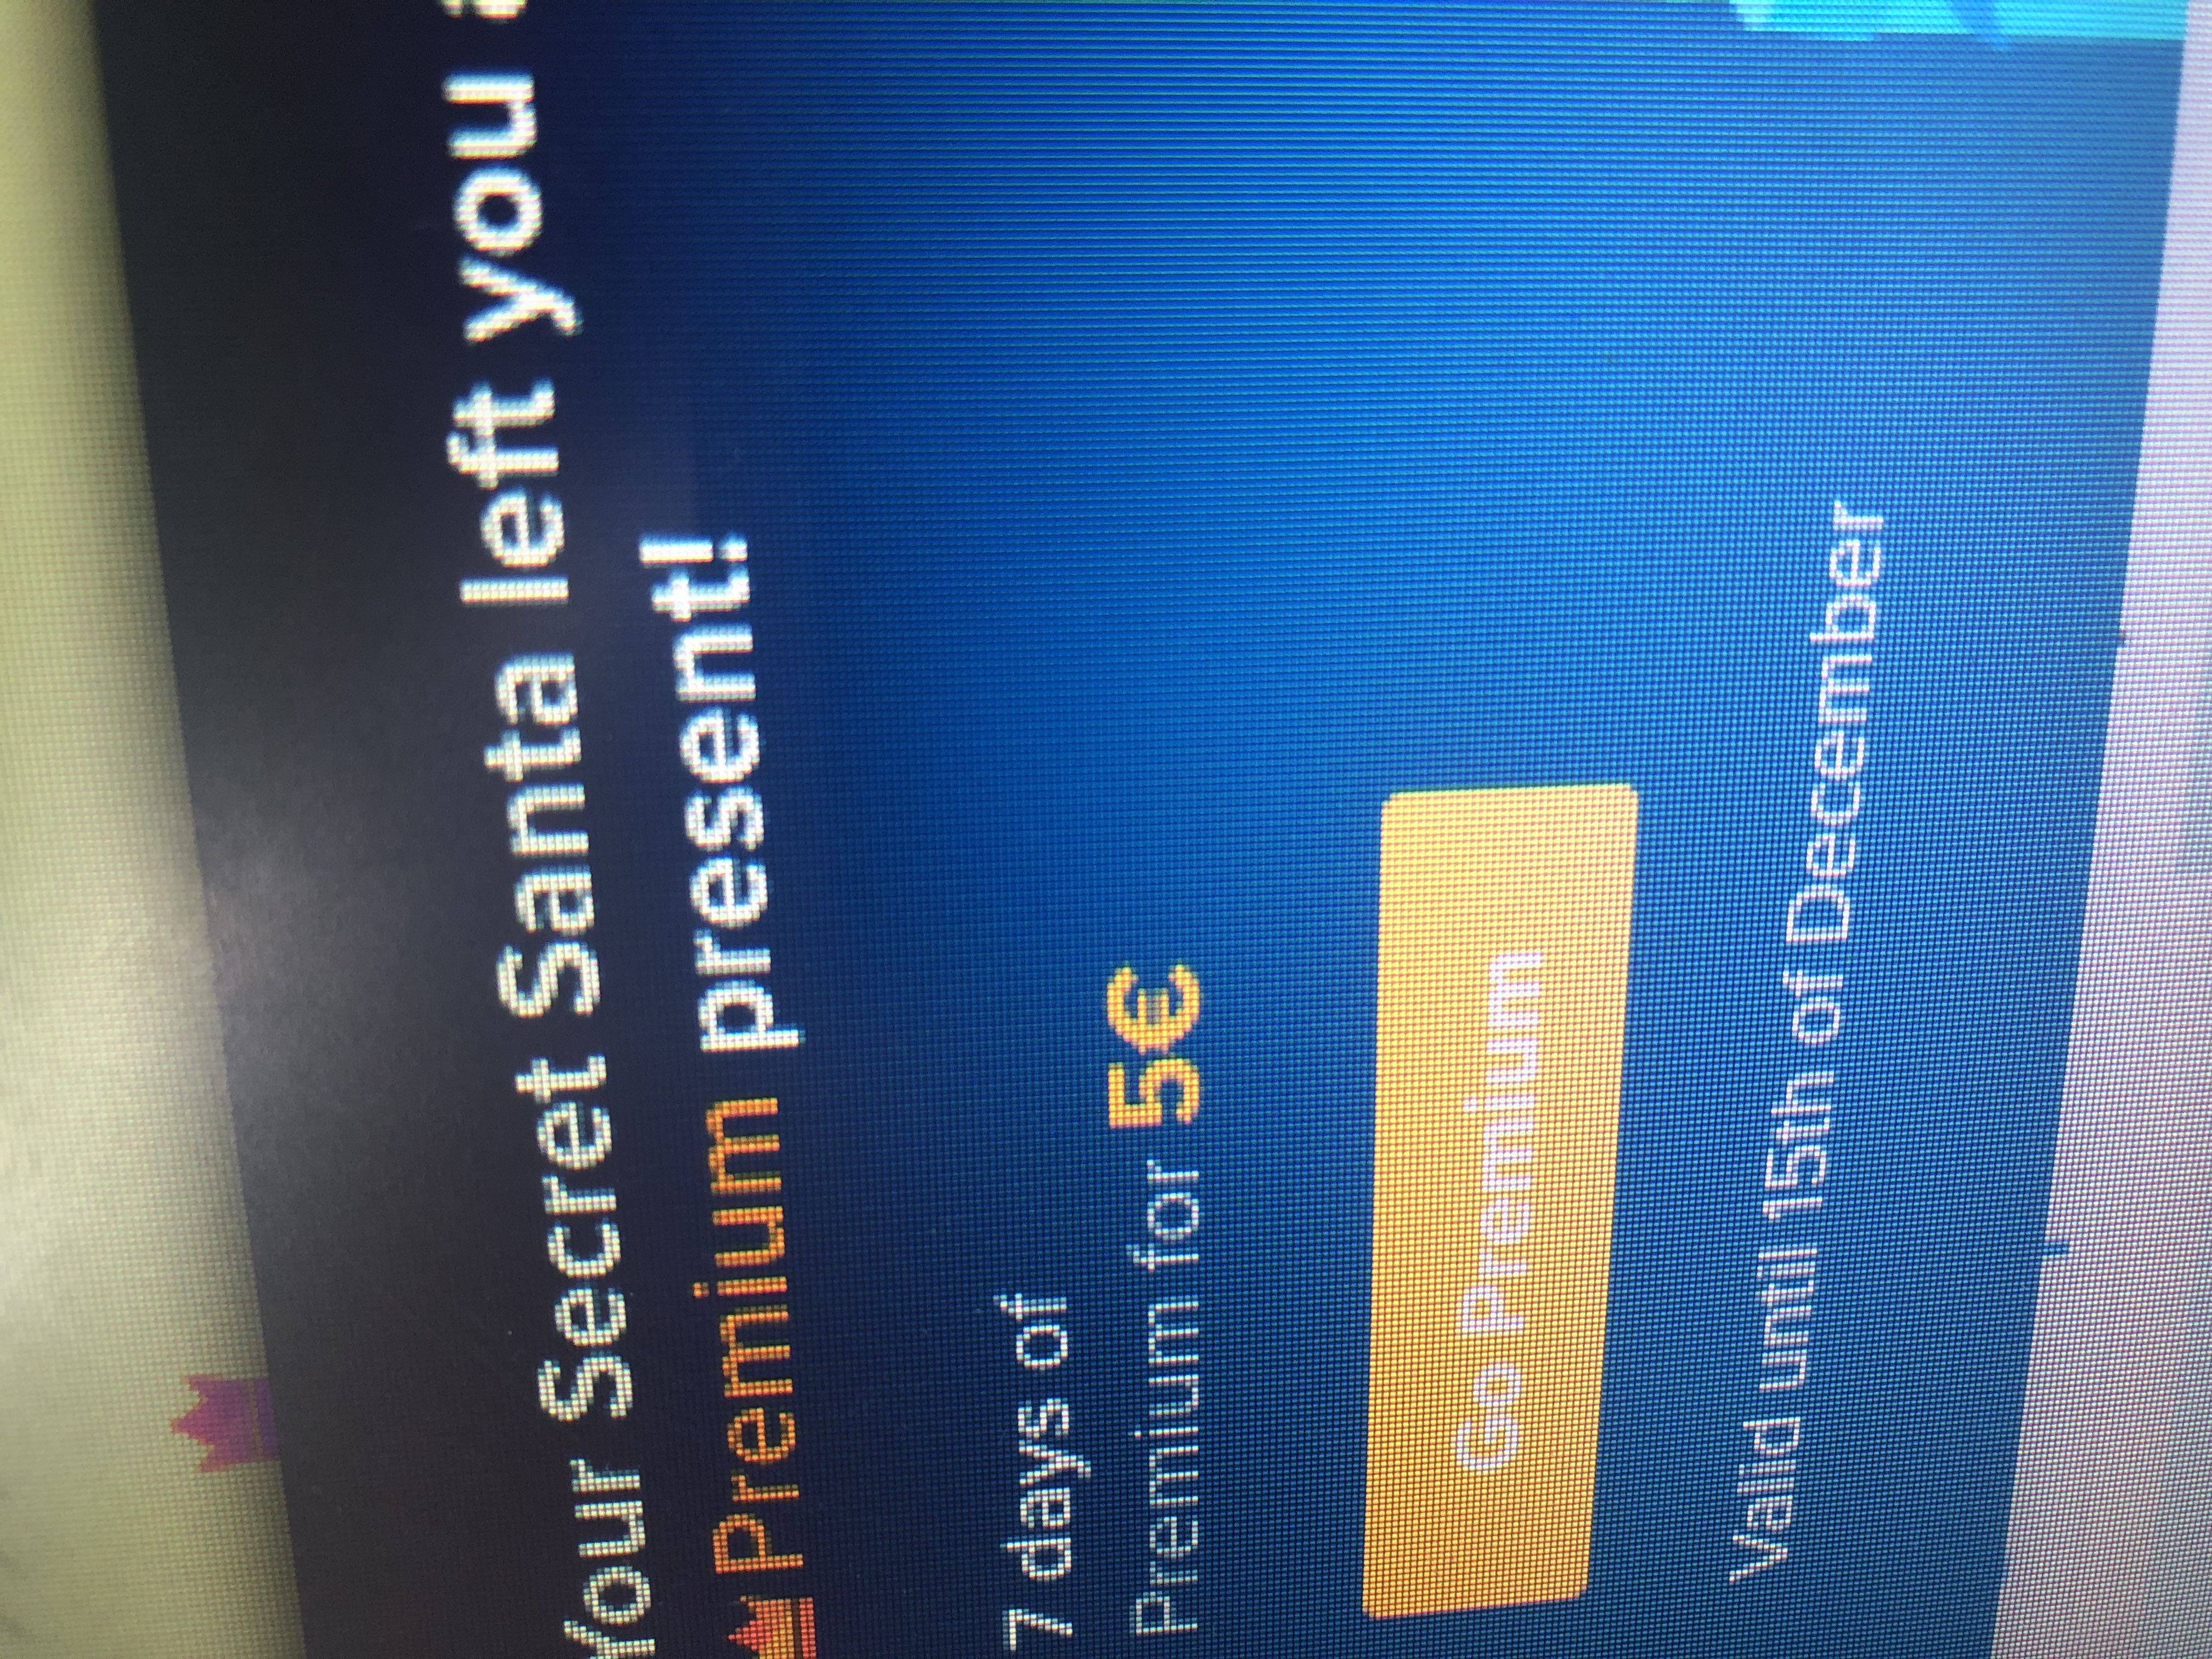 Your Secret Santa left you a
Premium present!
7 days of
Premium for 5€
Go Premium
Valid until 15th of December